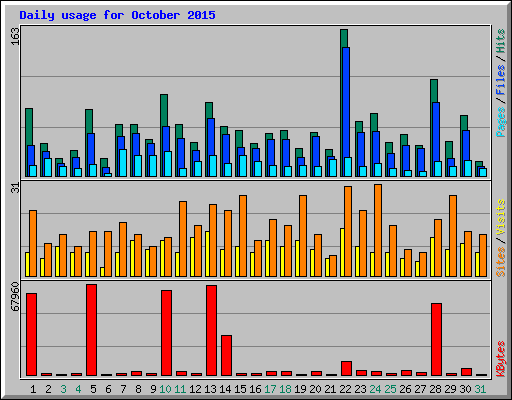 Daily usage for October 2015
163
Pages / Files / Hits
31
Sites / Visits
67960
KBytes
1 2 3 4 5 6 7 8 9 10 11 12 13 14 15 16 17 18 19 20 21 22 23 24 25 26 27 28 29 30 31